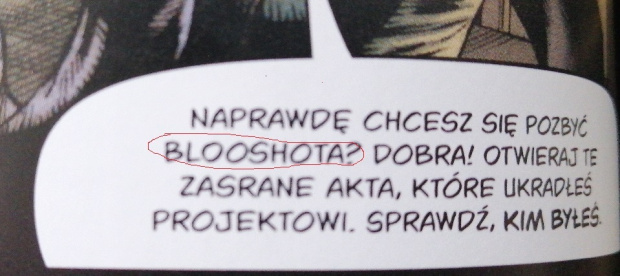 NAPRAWDĘ CHCESZ SIĘ POZBYĆ
BLOOSHOTA? DOBRA! OTWIERAJ TE
ZASRANE AKTA, KTÓRE UKRADŁEŚ
PROJEKTOWI. SPRAWDŹ, KIM BYŁEŚ.